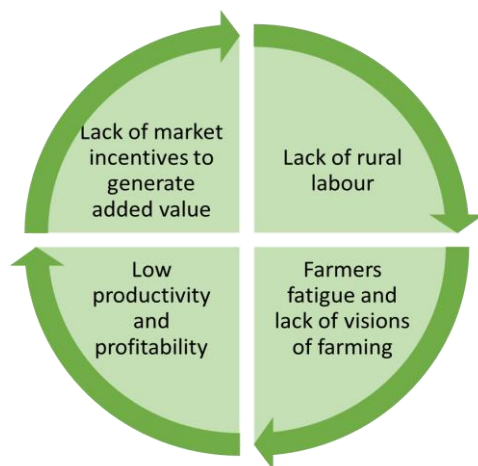 Lack of market
incentives to
generate
added value
Lack of rural
labour
Low
productivity
and
profitability
Farmers
fatigue and
lack of visions
of farming